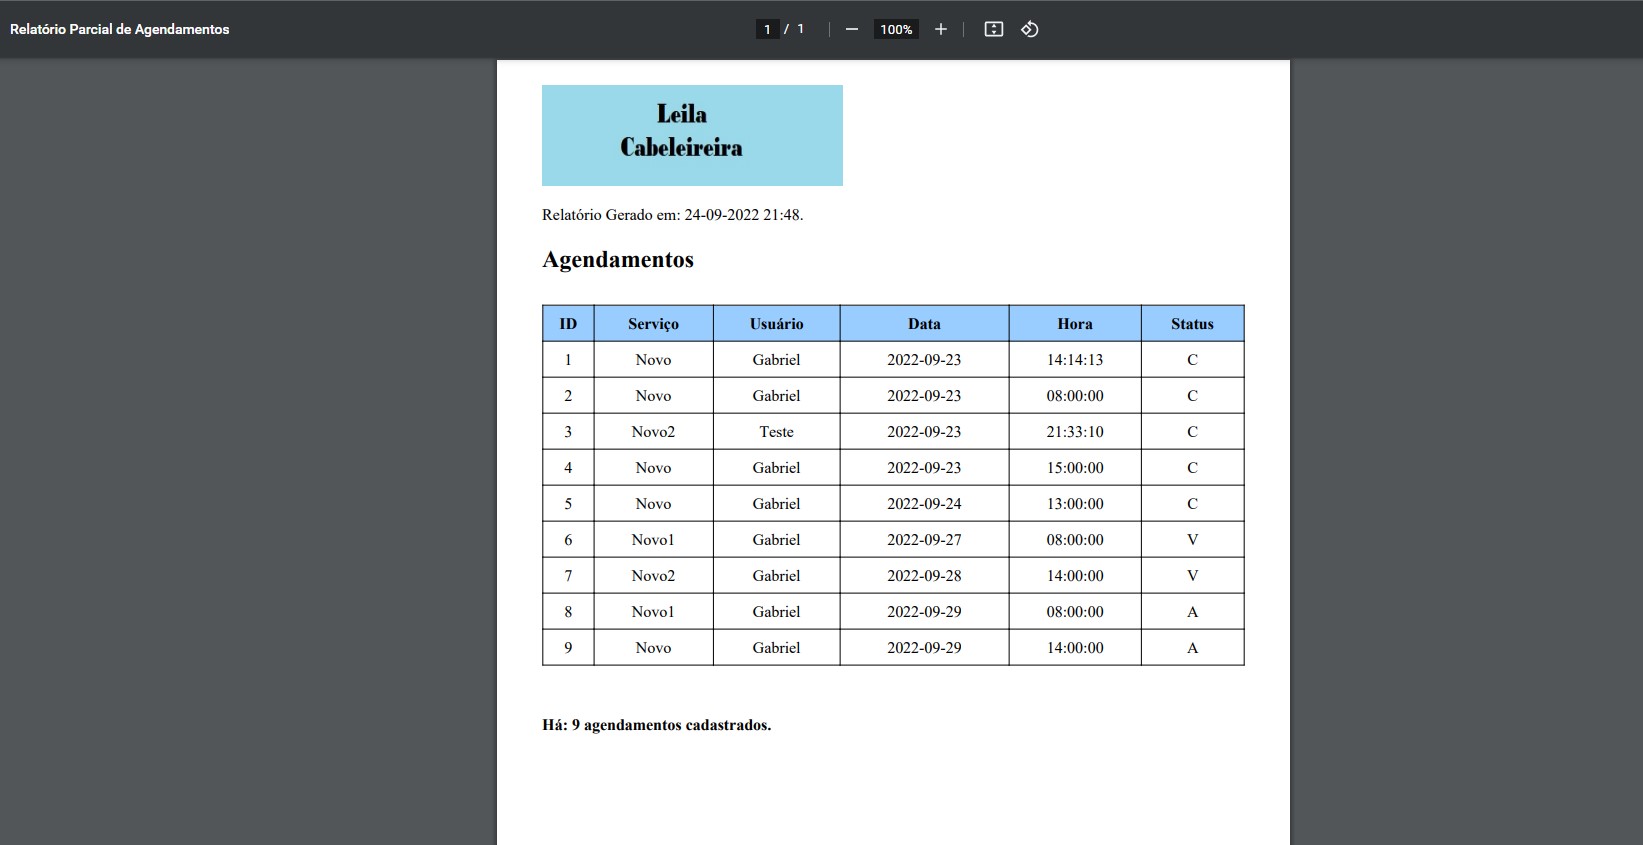 Relatório Parcial de Agendamentos
1 / 1
100%
Leila
Cabeleireira
Relatório Gerado em: 24-09-2022 21:48.
Agendamentos
ID Serviço Usuário Data Hora Status
1 Novo Gabriel 2022-09-23 14:14:13 C
2 Novo Gabriel 2022-09-23 08:00:00 C
3 Novo2 Teste 2022-09-23 21:33:10 C
4 Novo Gabriel 2022-09-23 15:00:00 C
5 Novo Gabriel 2022-09-24 13:00:00 C
6 Novo1 Gabriel 2022-09-27 08:00:00 V
7 Novo2 Gabriel 2022-09-28 14:00:00 V
8 Novo1 Gabriel 2022-09-29 08:00:00 A
9 Novo Gabriel 2022-09-29 14:00:00 A
Há: 9 agendamentos cadastrados.